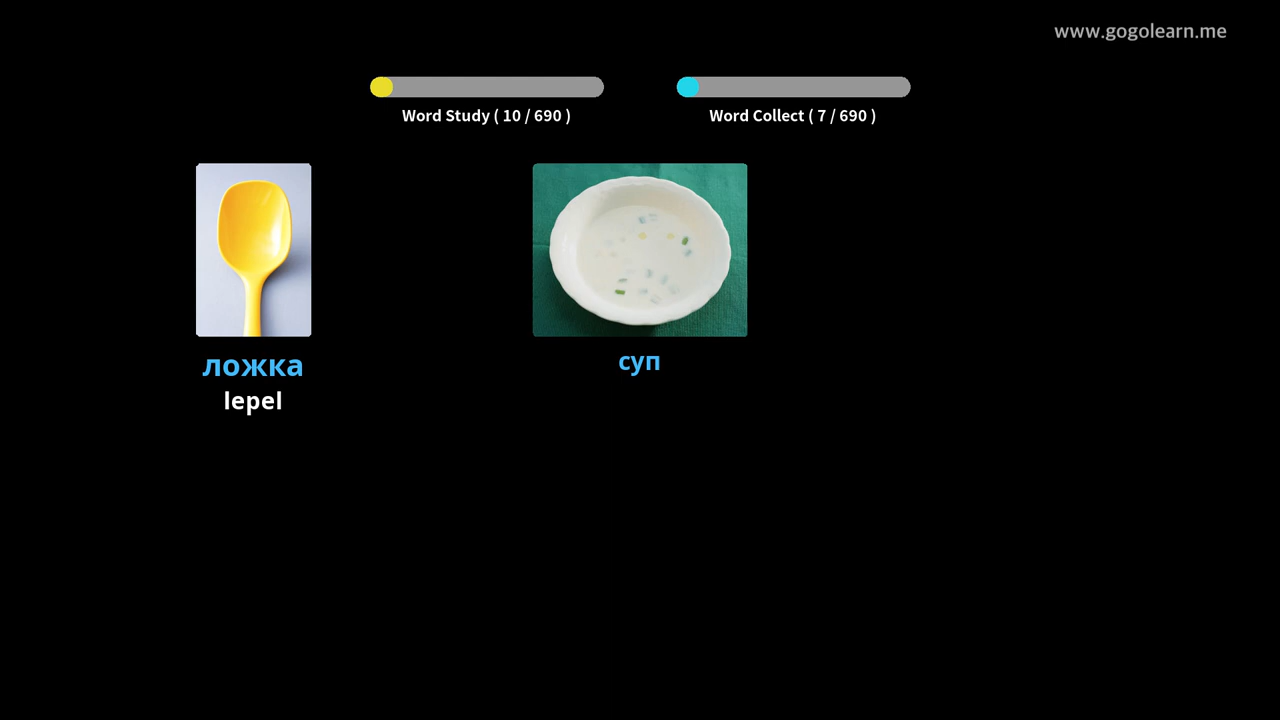 www.gogolearn.me
Word Study ( 10 / 690 )
Word Collect ( 7 / 690 )
ложка
lepel
суп